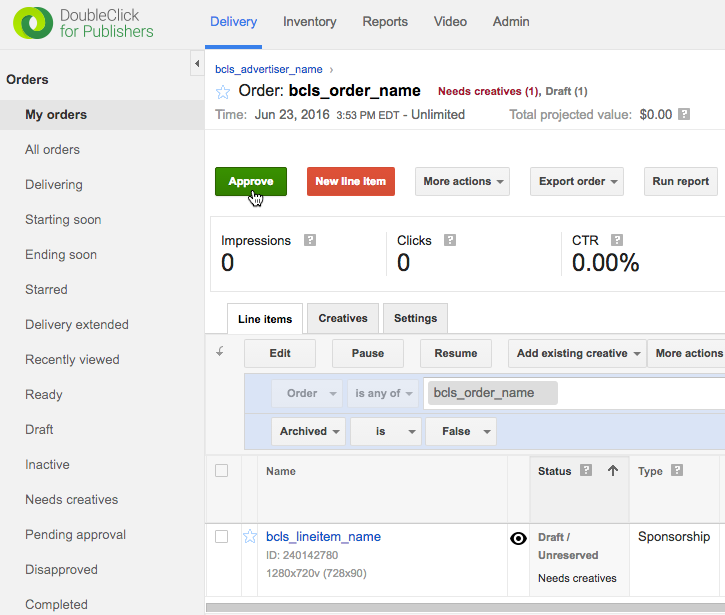 DoubleClick
for Publishers
Delivery Inventory Reports Video Admin
Orders
My orders
All orders
Delivering
Starting soon
Ending soon
Starred
Delivery extended
Recently viewed
Ready
Draft
Inactive
Needs creatives
Pending approval
Disapproved
Completed
bcls_advertiser_name ›
Order: bcls_order_name Needs creatives (1), Draft (1)
Time: Jun 23, 2016 3:53 PM EDT - Unlimited Total projected value: $0.00 ?
Approve New line item More actions Export order Run report
Impressions ? Clicks ? CTR ?
0 0 0.00%
Line items Creatives Settings
Edit Pause Resume Add existing creative More actions
Order is any of bcls_order_name
Archived is False
Name Status ? Type ?
bcls_lineitem_name Draft / Sponsorship
ID: 240142780 Unreserved
1280x720v (728x90) Needs creatives